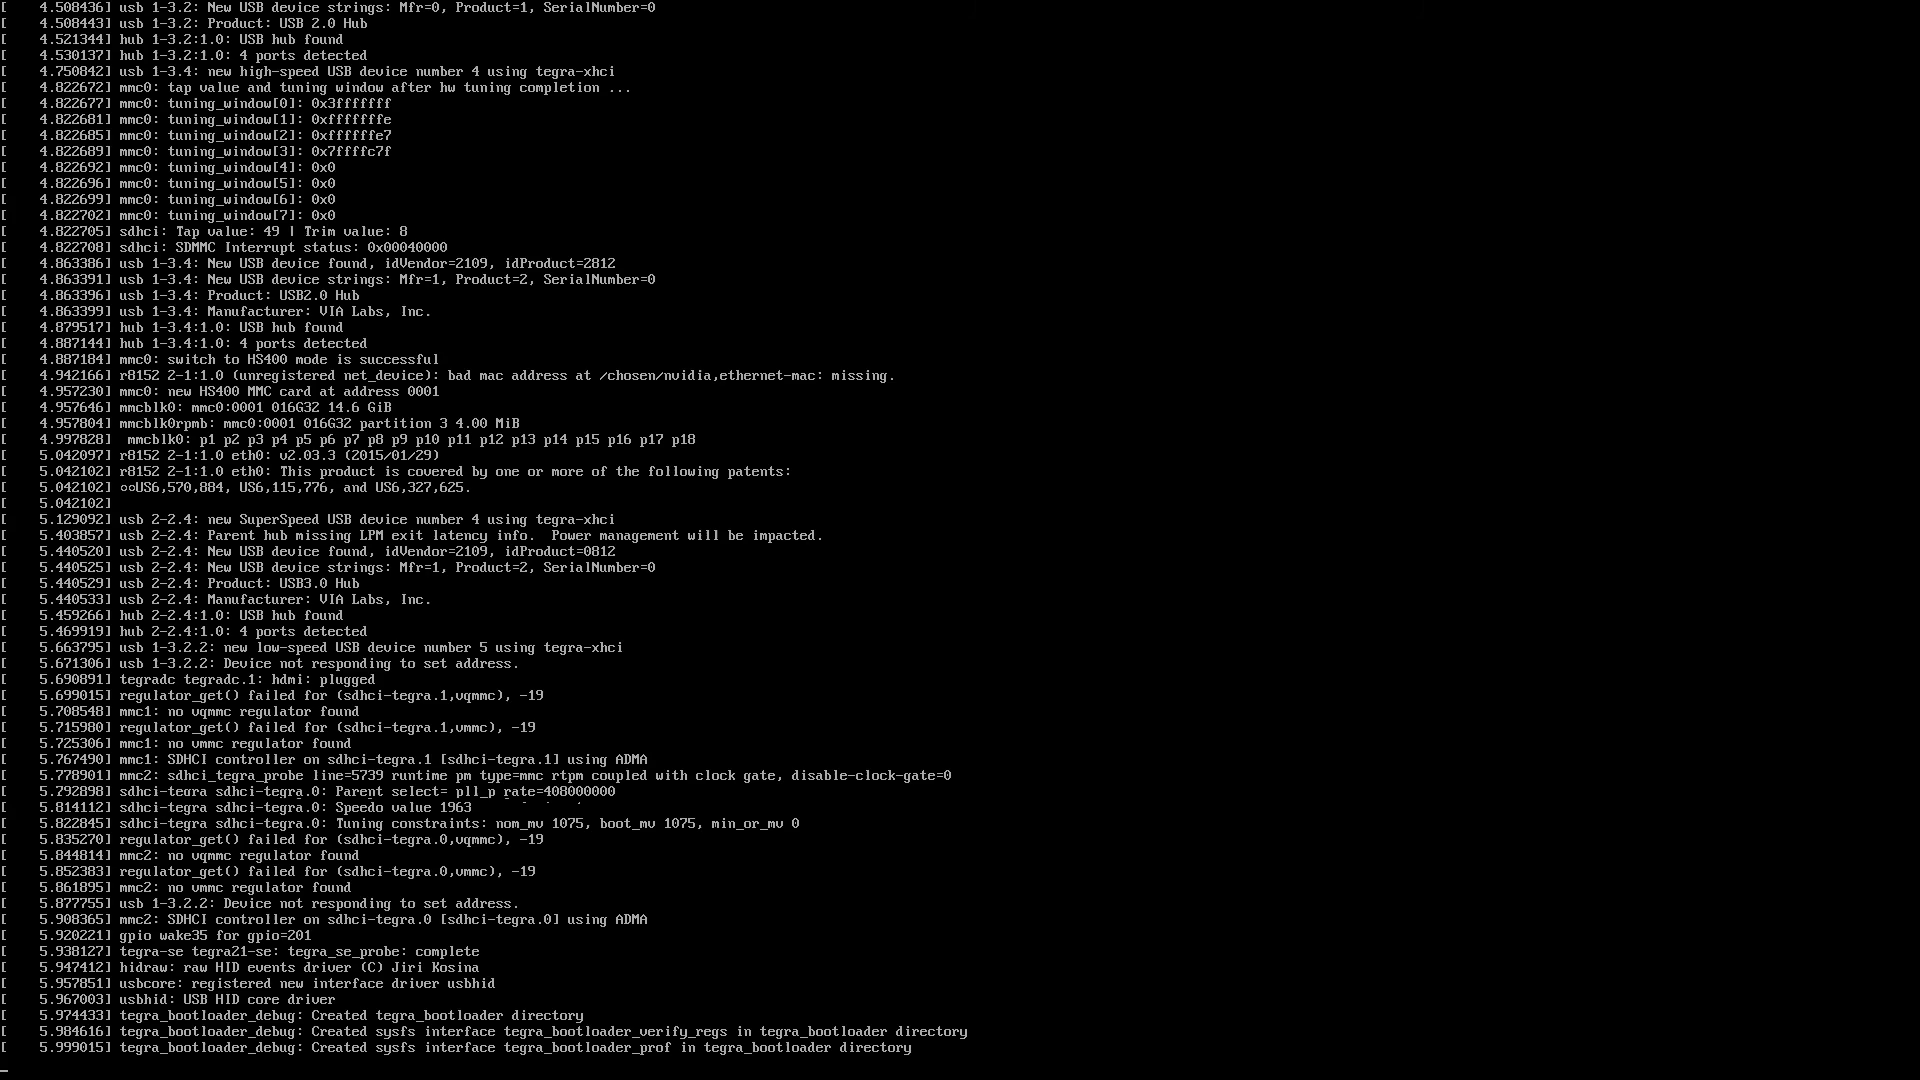 [    4.508436] usb 1-3.2: New USB device strings: Mfr=0, Product=1, SerialNumber=0
[    4.508443] usb 1-3.2: Product: USB 2.0 Hub
[    4.521344] hub 1-3.2:1.0: USB hub found
[    4.530137] hub 1-3.2:1.0: 4 ports detected
[    4.750842] usb 1-3.4: new high-speed USB device number 4 using tegra-xhci
[    4.822672] mmc0: tap value and tuning window after hw tuning completion ...
[    4.822677] mmc0: tuning_window[0]: 0x3fffffff
[    4.822681] mmc0: tuning_window[1]: 0xfffffffe
[    4.822685] mmc0: tuning_window[2]: 0xffffffe7
[    4.822689] mmc0: tuning_window[3]: 0x7ffffc7f
[    4.822692] mmc0: tuning_window[4]: 0x0
[    4.822696] mmc0: tuning_window[5]: 0x0
[    4.822699] mmc0: tuning_window[6]: 0x0
[    4.822702] mmc0: tuning_window[7]: 0x0
[    4.822705] sdhci: Tap value: 49 | Trim value: 8
[    4.822708] sdhci: SDMMC Interrupt status: 0x00040000
[    4.863386] usb 1-3.4: New USB device found, idVendor=2109, idProduct=2812
[    4.863391] usb 1-3.4: New USB device strings: Mfr=1, Product=2, SerialNumber=0
[    4.863396] usb 1-3.4: Product: USB2.0 Hub
[    4.863399] usb 1-3.4: Manufacturer: VIA Labs, Inc.
[    4.879517] hub 1-3.4:1.0: USB hub found
[    4.887144] hub 1-3.4:1.0: 4 ports detected
[    4.887184] mmc0: switch to HS400 mode is successful
[    4.942166] r8152 2-1:1.0 (unregistered net_device): bad mac address at /chosen/nvidia,ethernet-mac: missing.
[    4.957230] mmc0: new HS400 MMC card at address 0001
[    4.957646] mmcblk0: mmc0:0001 016G32 14.6 GiB
[    4.957804] mmcblk0rpmb: mmc0:0001 016G32 partition 3 4.00 MiB
[    4.997828]  mmcblk0: p1 p2 p3 p4 p5 p6 p7 p8 p9 p10 p11 p12 p13 p14 p15 p16 p17 p18
[    5.042097] r8152 2-1:1.0 eth0: v2.03.3 (2015/01/29)
[    5.042102] r8152 2-1:1.0 eth0: This product is covered by one or more of the following patents:
[    5.042102] ○○US6,570,884, US6,115,776, and US6,327,625.
[    5.042102]
[    5.129092] usb 2-2.4: new SuperSpeed USB device number 4 using tegra-xhci
[    5.403857] usb 2-2.4: Parent hub missing LPM exit latency info.  Power management will be impacted.
[    5.440520] usb 2-2.4: New USB device found, idVendor=2109, idProduct=0812
[    5.440525] usb 2-2.4: New USB device strings: Mfr=1, Product=2, SerialNumber=0
[    5.440529] usb 2-2.4: Product: USB3.0 Hub
[    5.440533] usb 2-2.4: Manufacturer: VIA Labs, Inc.
[    5.459266] hub 2-2.4:1.0: USB hub found
[    5.469919] hub 2-2.4:1.0: 4 ports detected
[    5.663795] usb 1-3.2.2: new low-speed USB device number 5 using tegra-xhci
[    5.671306] usb 1-3.2.2: Device not responding to set address.
[    5.690891] tegradc tegradc.1: hdmi: plugged
[    5.699015] regulator_get() failed for (sdhci-tegra.1,vqmmc), -19
[    5.708548] mmc1: no vqmmc regulator found
[    5.715980] regulator_get() failed for (sdhci-tegra.1,vmmc), -19
[    5.725306] mmc1: no vmmc regulator found
[    5.767490] mmc1: SDHCI controller on sdhci-tegra.1 [sdhci-tegra.1] using ADMA
[    5.778901] mmc2: sdhci_tegra_probe line=5739 runtime pm type=mmc rtpm coupled with clock gate, disable-clock-gate=0
[    5.792898] sdhci-tegra sdhci-tegra.0: Parent select= pll_p rate=408000000
[    5.814112] sdhci-tegra sdhci-tegra.0: Speedo value 1963
[    5.822845] sdhci-tegra sdhci-tegra.0: Tuning constraints: nom_mv 1075, boot_mv 1075, min_or_mv 0
[    5.835270] regulator_get() failed for (sdhci-tegra.0,vqmmc), -19
[    5.844814] mmc2: no vqmmc regulator found
[    5.852383] regulator_get() failed for (sdhci-tegra.0,vmmc), -19
[    5.861895] mmc2: no vmmc regulator found
[    5.877755] usb 1-3.2.2: Device not responding to set address.
[    5.908365] mmc2: SDHCI controller on sdhci-tegra.0 [sdhci-tegra.0] using ADMA
[    5.920221] gpio wake35 for gpio=201
[    5.938127] tegra-se tegra21-se: tegra_se_probe: complete
[    5.947412] hidraw: raw HID events driver (C) Jiri Kosina
[    5.957851] usbcore: registered new interface driver usbhid
[    5.967003] usbhid: USB HID core driver
[    5.974433] tegra_bootloader_debug: Created tegra_bootloader directory
[    5.984616] tegra_bootloader_debug: Created sysfs interface tegra_bootloader_verify_regs in tegra_bootloader directory
[    5.999015] tegra_bootloader_debug: Created sysfs interface tegra_bootloader_prof in tegra_bootloader directory